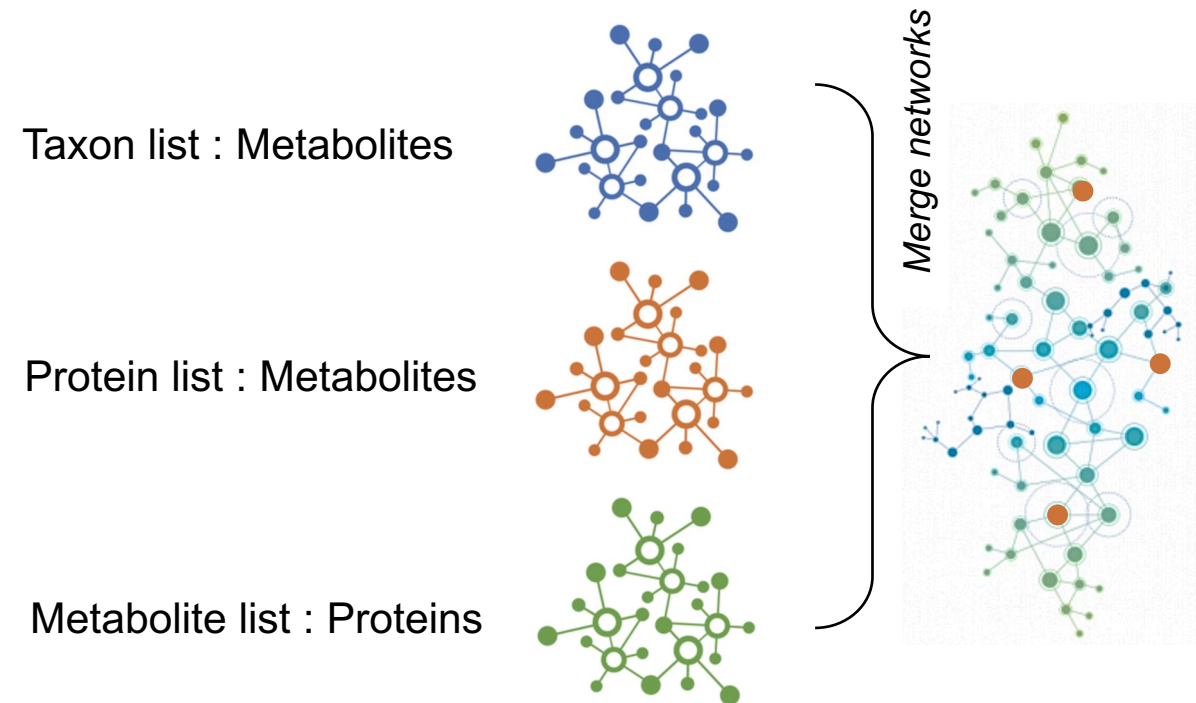 Taxon list : Metabolites
Protein list : Metabolites
Metabolite list : Proteins
Merge networks